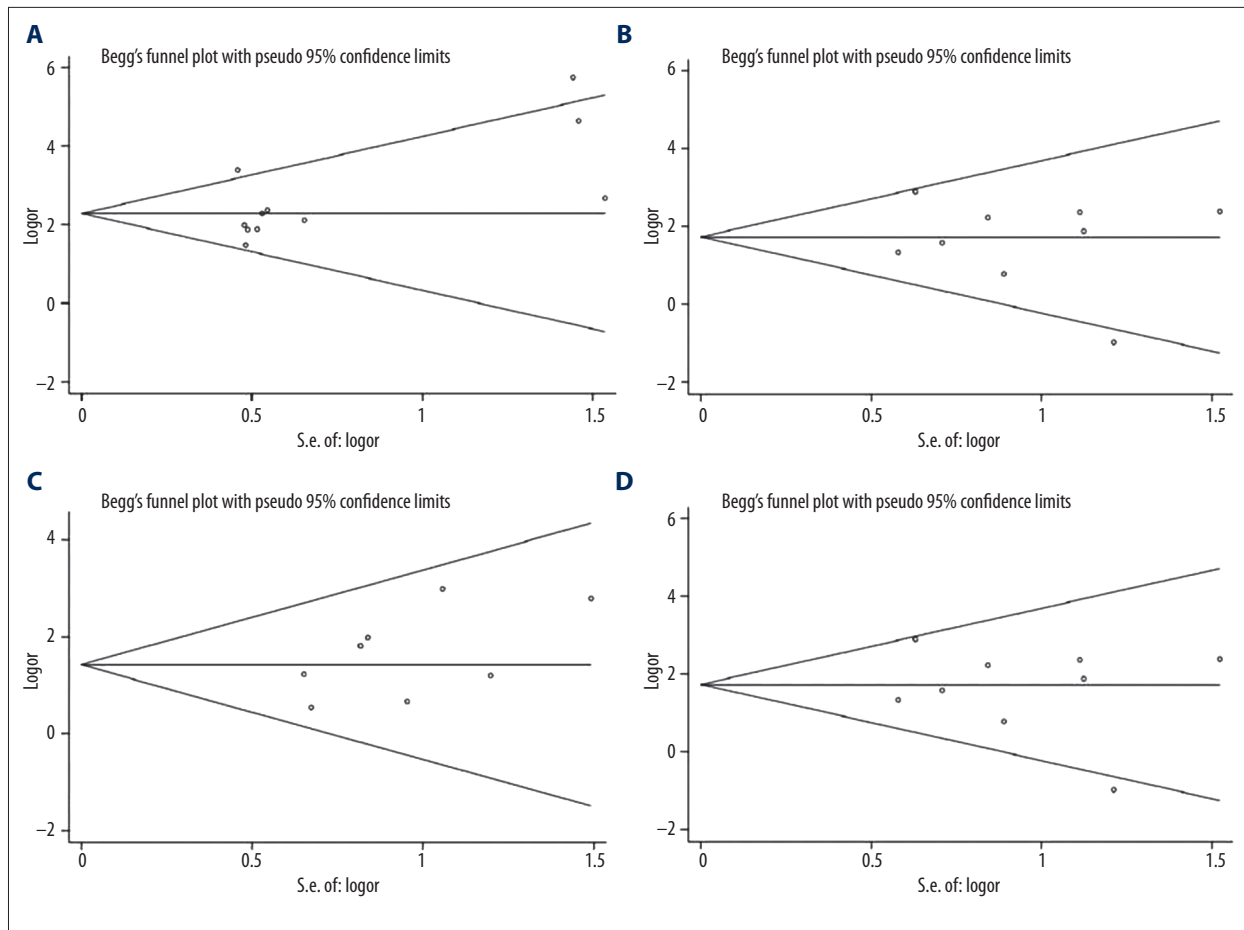 A
Begg's funnel plot with pseudo 95% confidence limits
6
4
2
0
−2
Logor
0 0.5 1 1.5
S.e. of: logor
B
Begg's funnel plot with pseudo 95% confidence limits
6
4
2
0
−2
Logor
0 0.5 1 1.5
S.e. of: logor
C
Begg's funnel plot with pseudo 95% confidence limits
4
2
0
−2
Logor
0 0.5 1 1.5
S.e. of: logor
D
Begg's funnel plot with pseudo 95% confidence limits
6
4
2
0
−2
Logor
0 0.5 1 1.5
S.e. of: logor